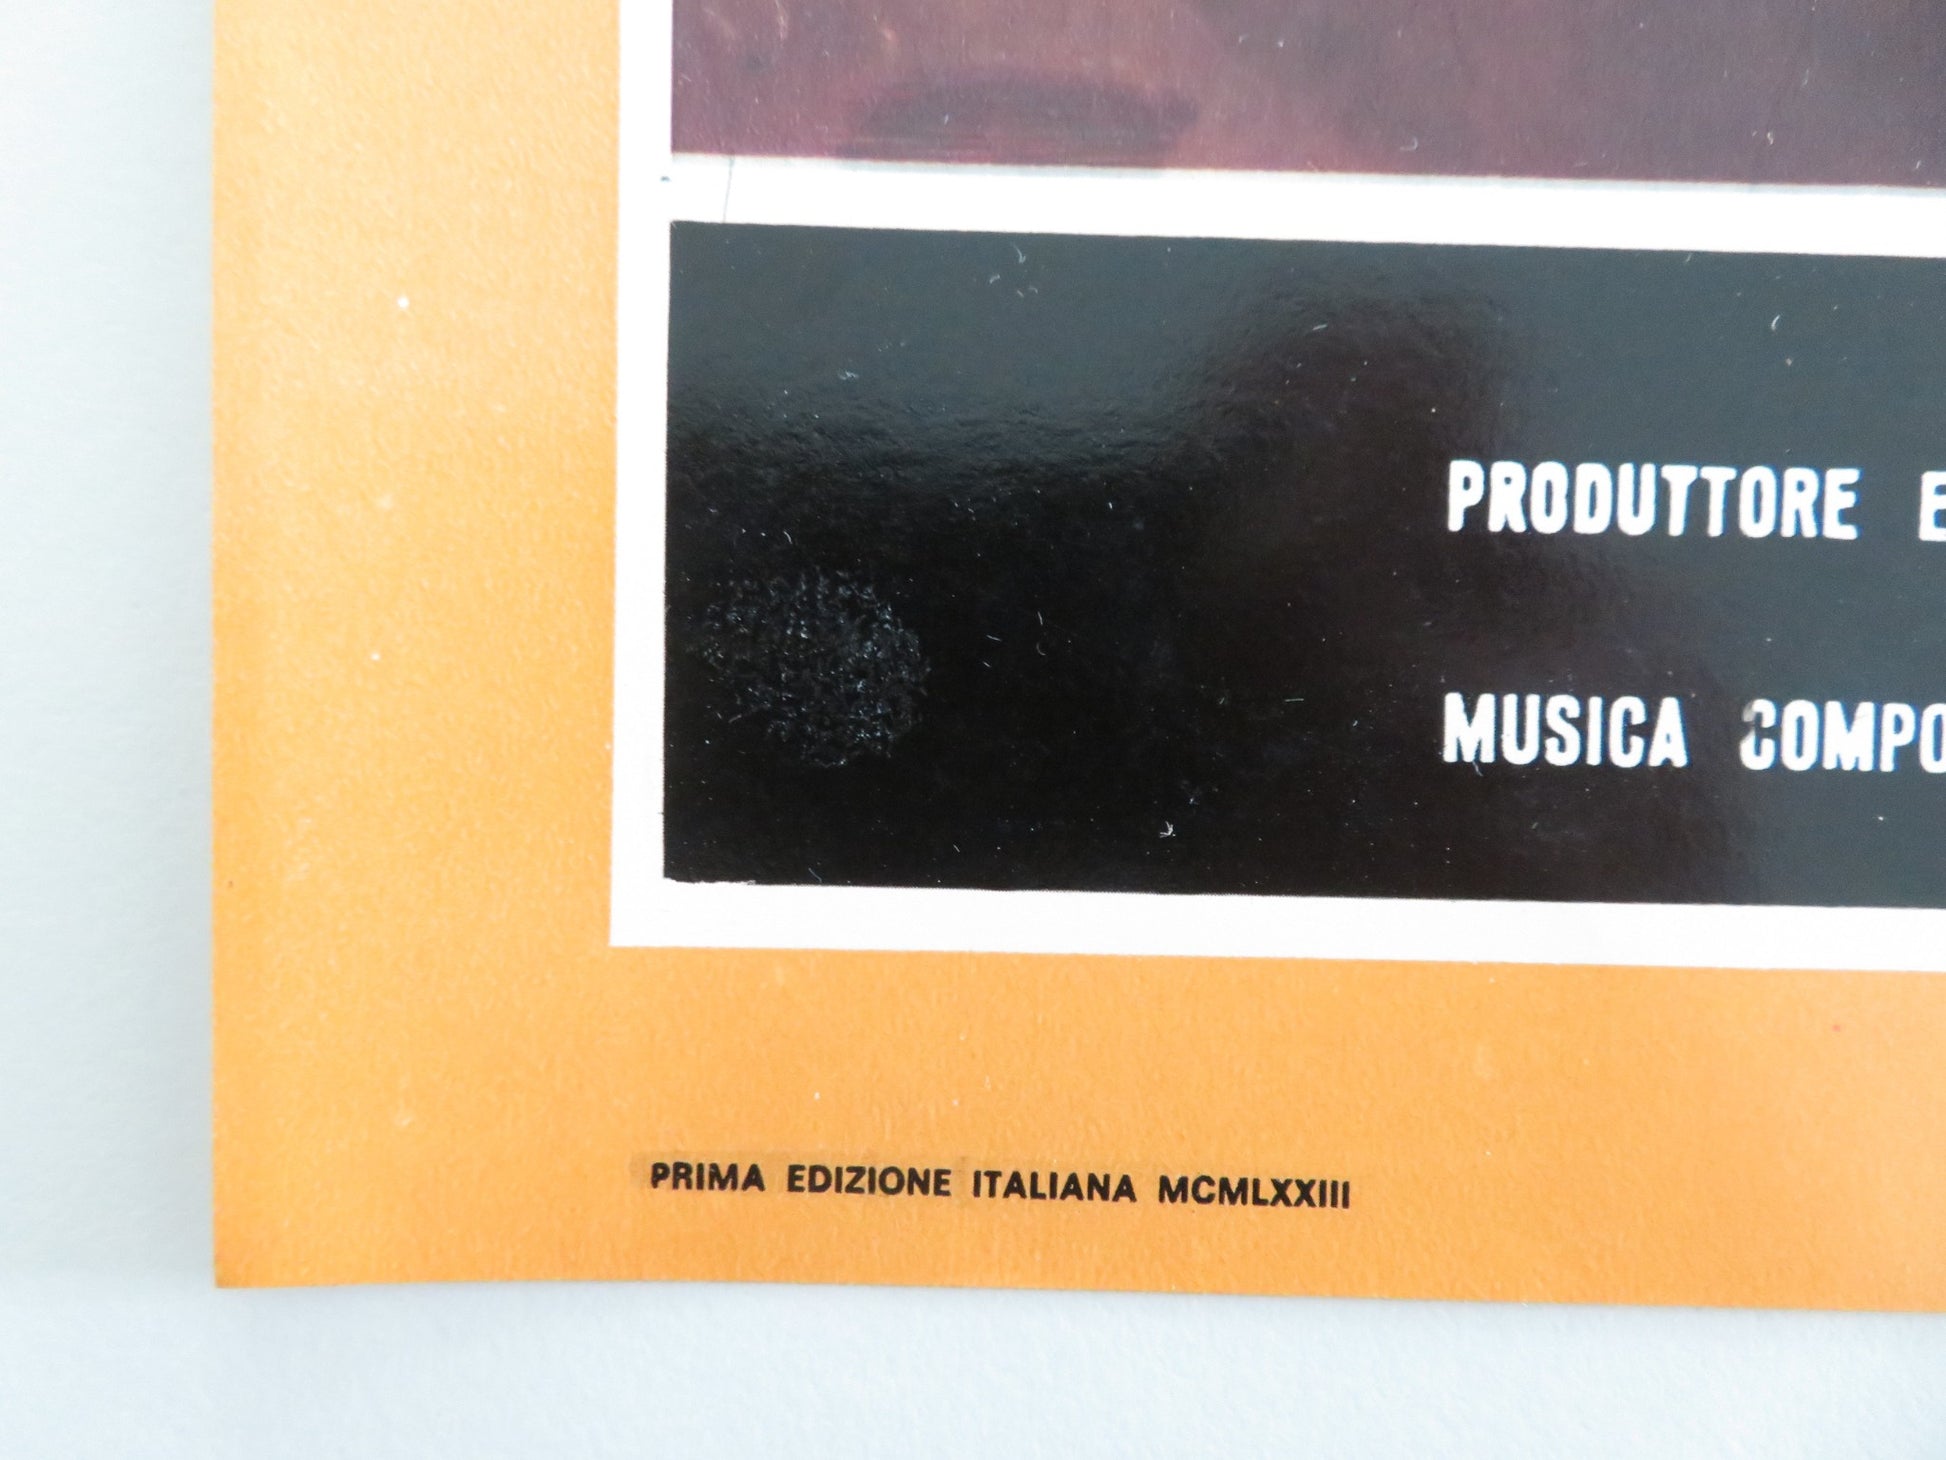 PRODUTTORE E
MUSICA COMPO
PRIMA EDIZIONE ITALIANA MCMLXXIII